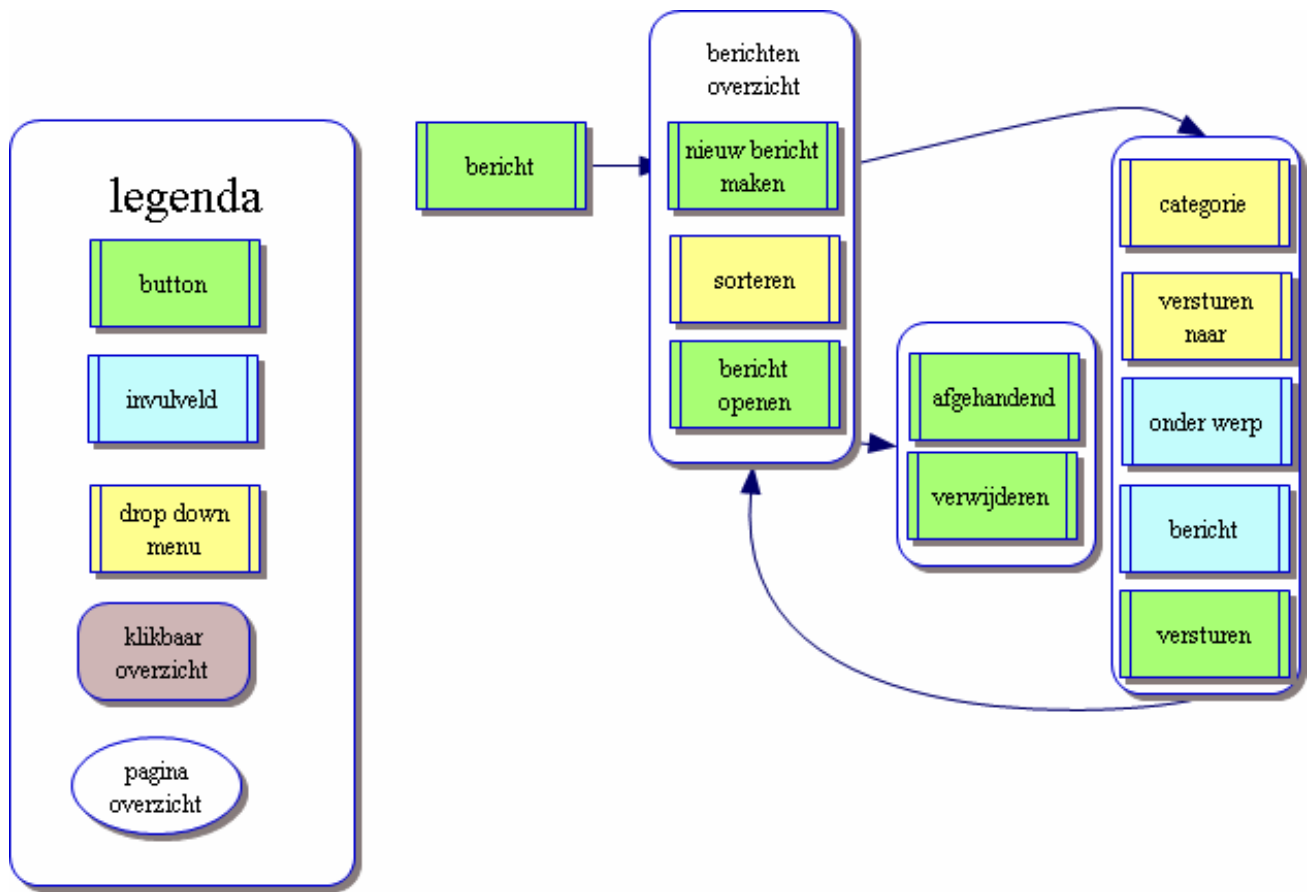 legenda
button
invulveld
drop down
menu
klikbaar
overzicht
pagina
overzicht
bericht
berichten
overzicht
nieuw bericht
maken
sorteren
bericht
openen
afgehandend
verwijderen
categorie
versturen
naar
onder werp
bericht
versturen